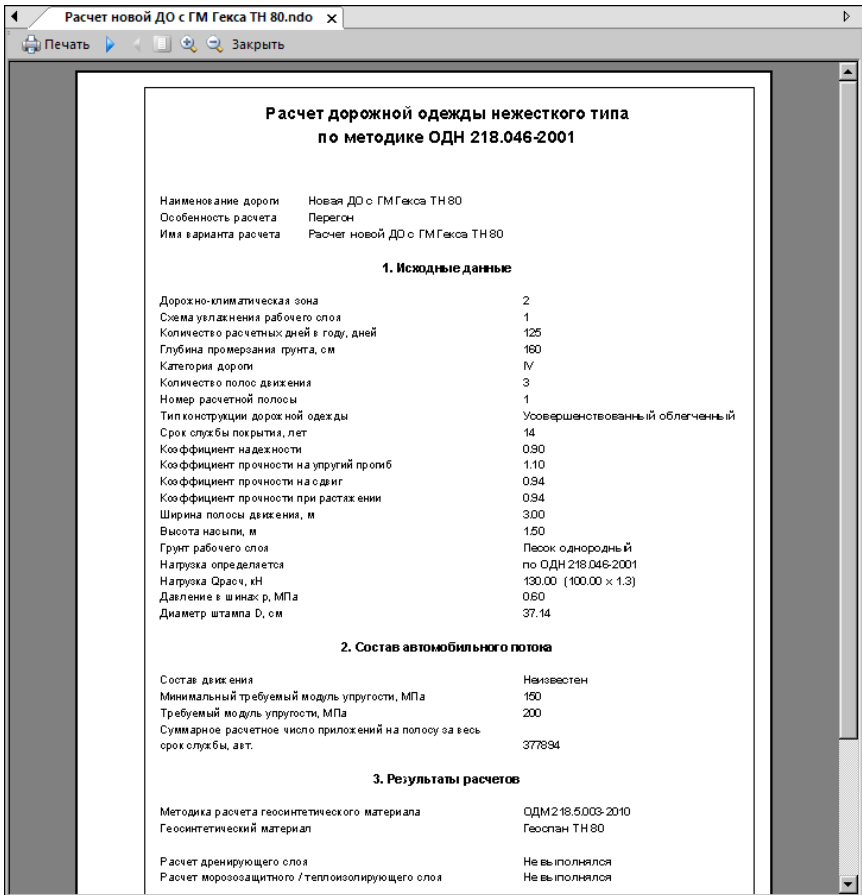 Расчет новой ДО с ГМ Гекса ТН 80.ndo x
Печать Закрыть
Расчет дорожной одежды нежесткого типа
по методике ОДН 218.046-2001
Наименование дороги Новая ДО с ГМ Гекса ТН 80
Особенность расчета Перегон
Имя варианта расчета Расчет новой ДО с ГМ Гекса ТН 80
1. Исходные данные
Дорожно-климатическая зона 2
Схема увлажнения рабочего слоя 1
Количество расчетных дней в году, дней 125
Глубина промерзания грунта, см 160
Категория дороги IV
Количество полос движения 3
Номер расчетной полосы 1
Тип конструкции дорожной одежды Усовершенствованный облегченный
Срок службы покрытия, лет 14
Коэффициент надежности 0.90
Коэффициент прочности на упругий прогиб 1.10
Коэффициент прочности на сдвиг 0.94
Коэффициент прочности при растяжении 0.94
Ширина полосы движения, м 3.00
Высота насыпи, м 1.50
Грунт рабочего слоя Песок однородный
Нагрузка определяется по ОДН 218.046-2001
Нагрузка Qрасч, кН 130.00 (100.00 x 1.3)
Давление в шинах p, МПа 0.60
Диаметр штампа D, см 37.14
2. Состав автомобильного потока
Состав движения Неизвестен
Минимальный требуемый модуль упругости, МПа 150
Требуемый модуль упругости, МПа 200
Суммарное расчетное число приложений на полосу за весь
срок службы, авт. 377894
3. Результаты расчетов
Методика расчета геосинтетического материала ОДМ 218.5.003-2010
Геосинтетический материал Геоспан ТН 80
Расчет дренирующего слоя Не выполнялся
Расчет морозозащитного / теплоизолирующего слоя Не выполнялся